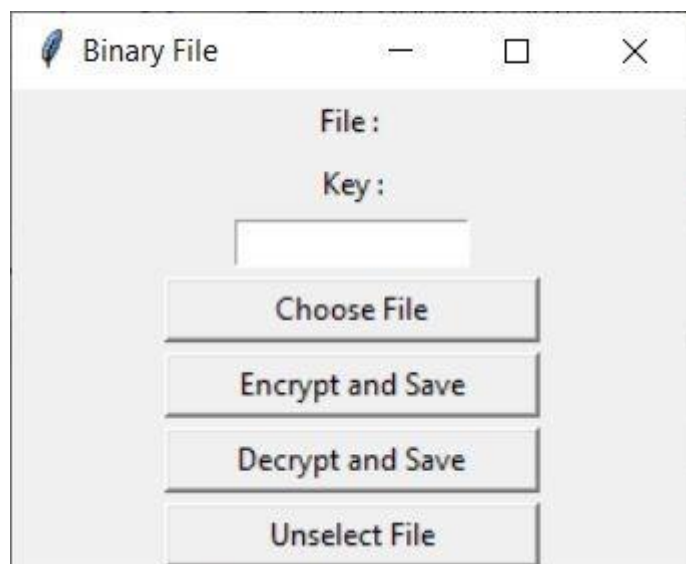 Binary File
File :
Key :
Choose File
Encrypt and Save
Decrypt and Save
Unselect File